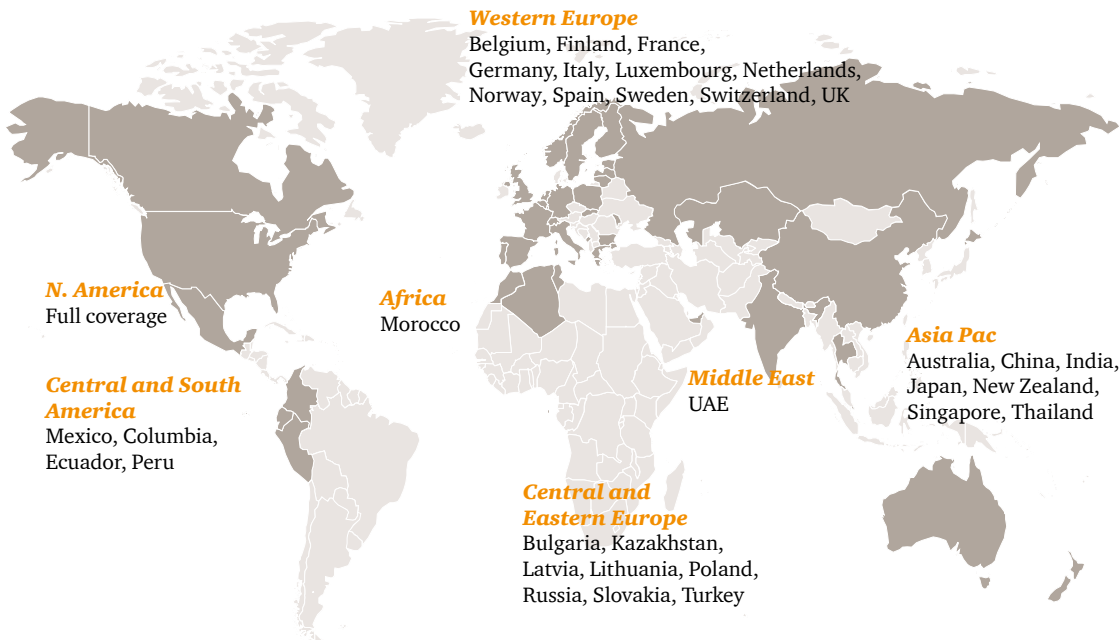 Western Europe
Belgium, Finland, France,
Germany, Italy, Luxembourg, Netherlands,
Norway, Spain, Sweden, Switzerland, UK
N. America
Full coverage
Africa
Morocco
Asia Pac
Australia, China, India,
Japan, New Zealand,
Singapore, Thailand
Central and South
America
Mexico, Columbia,
Ecuador, Peru
Middle East
UAE
Central and
Eastern Europe
Bulgaria, Kazakhstan,
Latvia, Lithuania, Poland,
Russia, Slovakia, Turkey